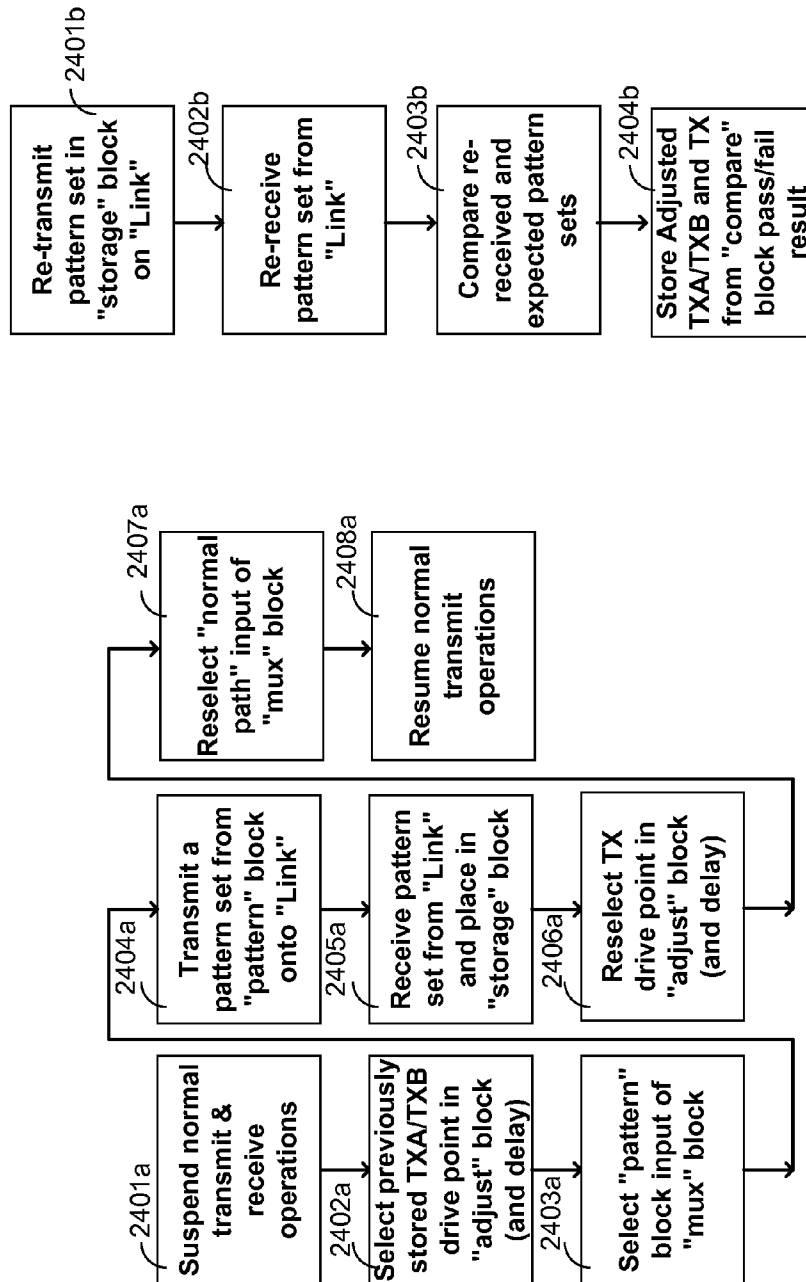 2401a
Suspend normal
transmit &
receive
operations
2402a
Select previously
stored TXA/TXB
drive point in
"adjust" block
(and delay)
2403a
Select "pattern"
block input of
"mux" block
2404a
Transmit a
pattern set from
"pattern" block
onto "Link"
2405a
Receive pattern
set from "Link"
and place in
"storage" block
2406a
Reselect TX
drive point in
"adjust" block
(and delay)
2407a
Reselect "normal
path" input of
"mux" block
2408a
Resume normal
transmit
operations
2401b
Re-transmit
pattern set in
"storage" block
on "Link"
2402b
Re-receive
pattern set from
"Link"
2403b
Compare re-
received and
expected pattern
sets
2404b
Store Adjusted
TXA/TXB and TX
from "compare"
block pass/fail
result